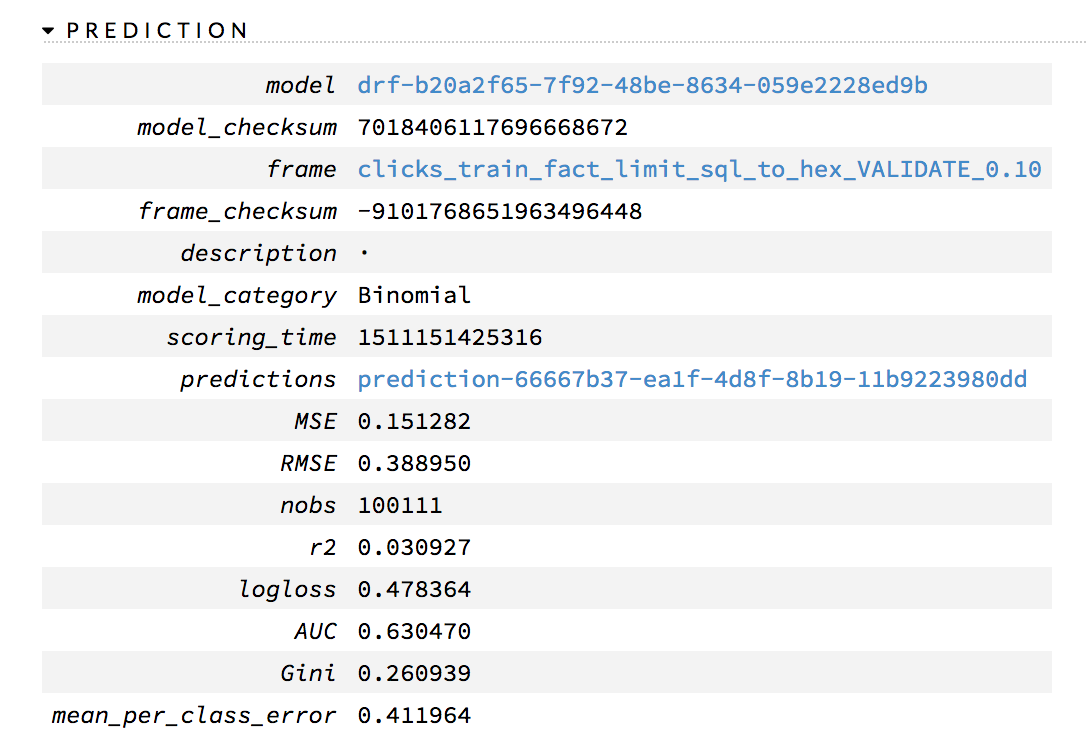 PREDICTION
model drf-b20a2f65-7f92-48be-8634-059e2228ed9b
model_checksum 7018406117696668672
frame clicks_train_fact_limit_sql_to_hex_VALIDATE_0.10
frame_checksum -9101768651963496448
description ·
model_category Binomial
scoring_time 1511151425316
predictions prediction-66667b37-ea1f-4d8f-8b19-11b9223980dd
MSE 0.151282
RMSE 0.388950
nobs 100111
r2 0.030927
logloss 0.478364
AUC 0.630470
Gini 0.260939
mean_per_class_error 0.411964